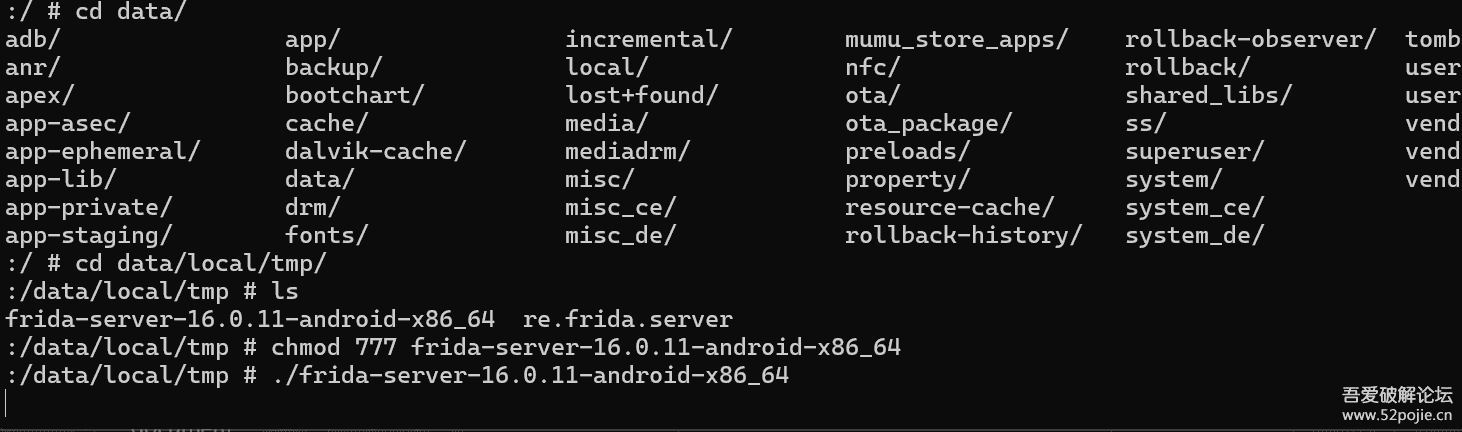 :/ # cd data/
adb/ app/ incremental/ mumu_store_apps/ rollback-observer/ tomb
anr/ backup/ local/ nfc/ rollback/ user
apex/ bootchart/ lost+found/ ota/ shared_libs/ user
app-asec/ cache/ media/ ota_package/ ss/ vend
app-ephemeral/ dalvik-cache/ mediadrm/ preloads/ superuser/ vend
app-lib/ data/ misc/ property/ system/ vend
app-private/ drm/ misc_ce/ resource-cache/ system_ce/
app-staging/ fonts/ misc_de/ rollback-history/ system_de/
:/ # cd data/local/tmp/
:/data/local/tmp # ls
frida-server-16.0.11-android-x86_64 re.frida.server
:/data/local/tmp # chmod 777 frida-server-16.0.11-android-x86_64
:/data/local/tmp # ./frida-server-16.0.11-android-x86_64
吾爱破解论坛
www.52pojie.cn